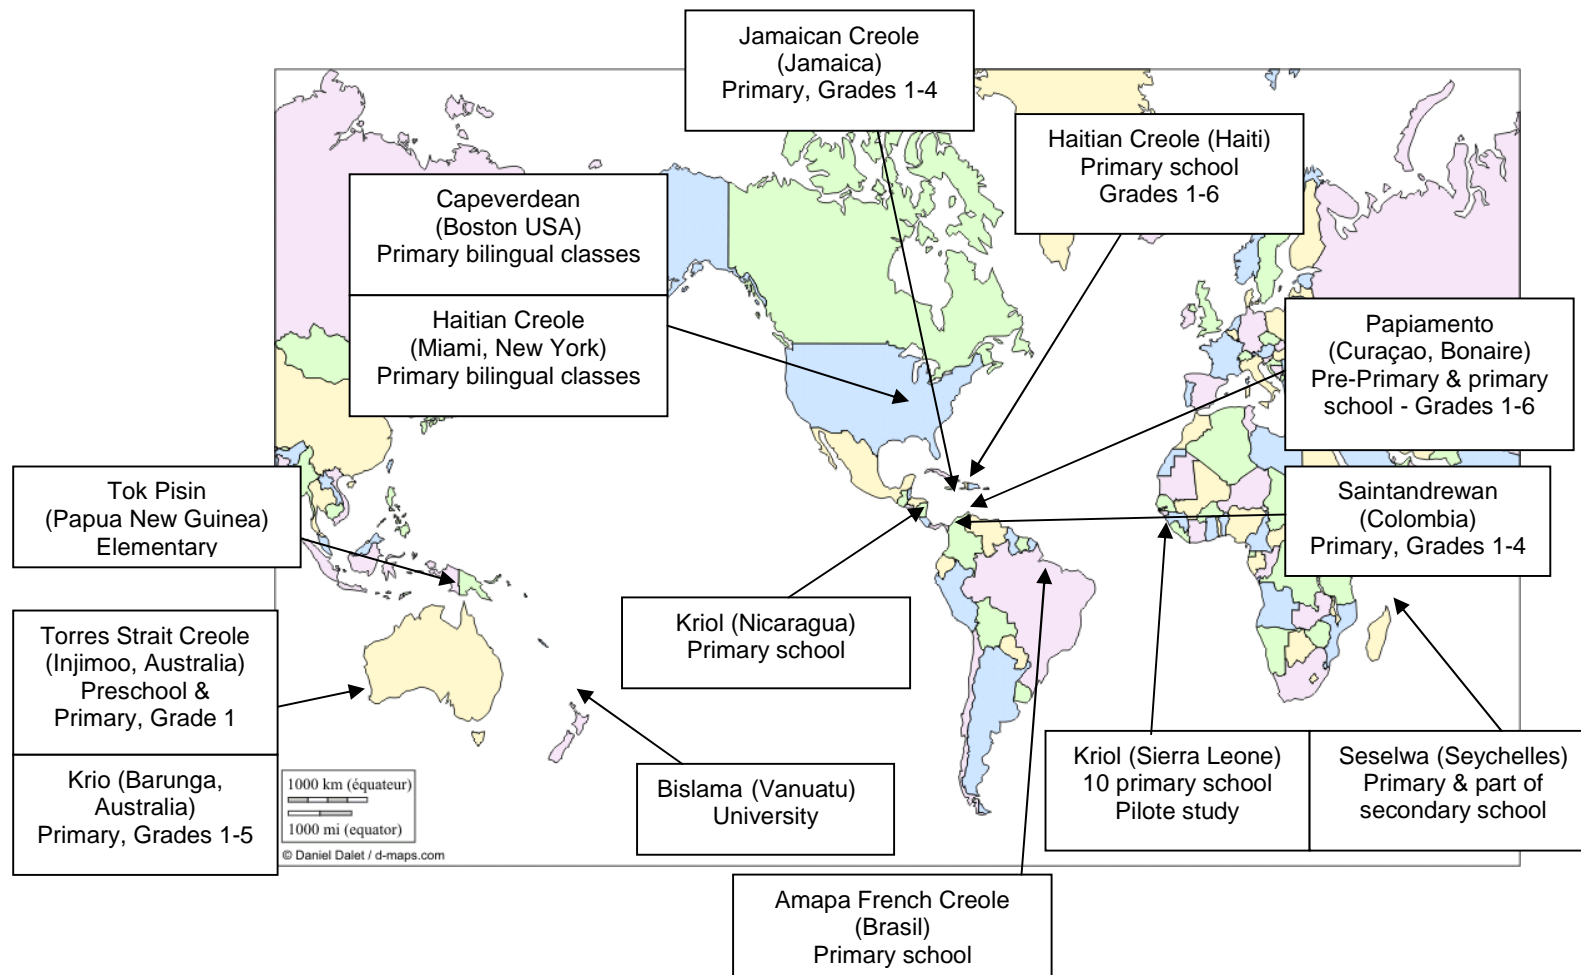 Jamaican Creole
(Jamaica)
Primary, Grades 1-4
Haitian Creole (Haiti)
Primary school
Grades 1-6
Capeverdean
(Boston USA)
Primary bilingual classes
Haitian Creole
(Miami, New York)
Primary bilingual classes
Papiamento
(Curaçao, Bonaire)
Pre-Primary & primary
school - Grades 1-6
Tok Pisin
(Papua New Guinea)
Elementary
Saintandrewan
(Colombia)
Primary, Grades 1-4
Torres Strait Creole
(Injimoo, Australia)
Preschool &
Primary, Grade 1
Kriol (Nicaragua)
Primary school
Krio (Barunga,
Australia)
Primary, Grades 1-5
1000 km (équateur)
1000 mi (equator)
© Daniel Dalet / d-maps.com
Bislama (Vanuatu)
University
Kriol (Sierra Leone)
10 primary school
Pilote study
Seselwa (Seychelles)
Primary & part of
secondary school
Amapa French Creole
(Brasil)
Primary school